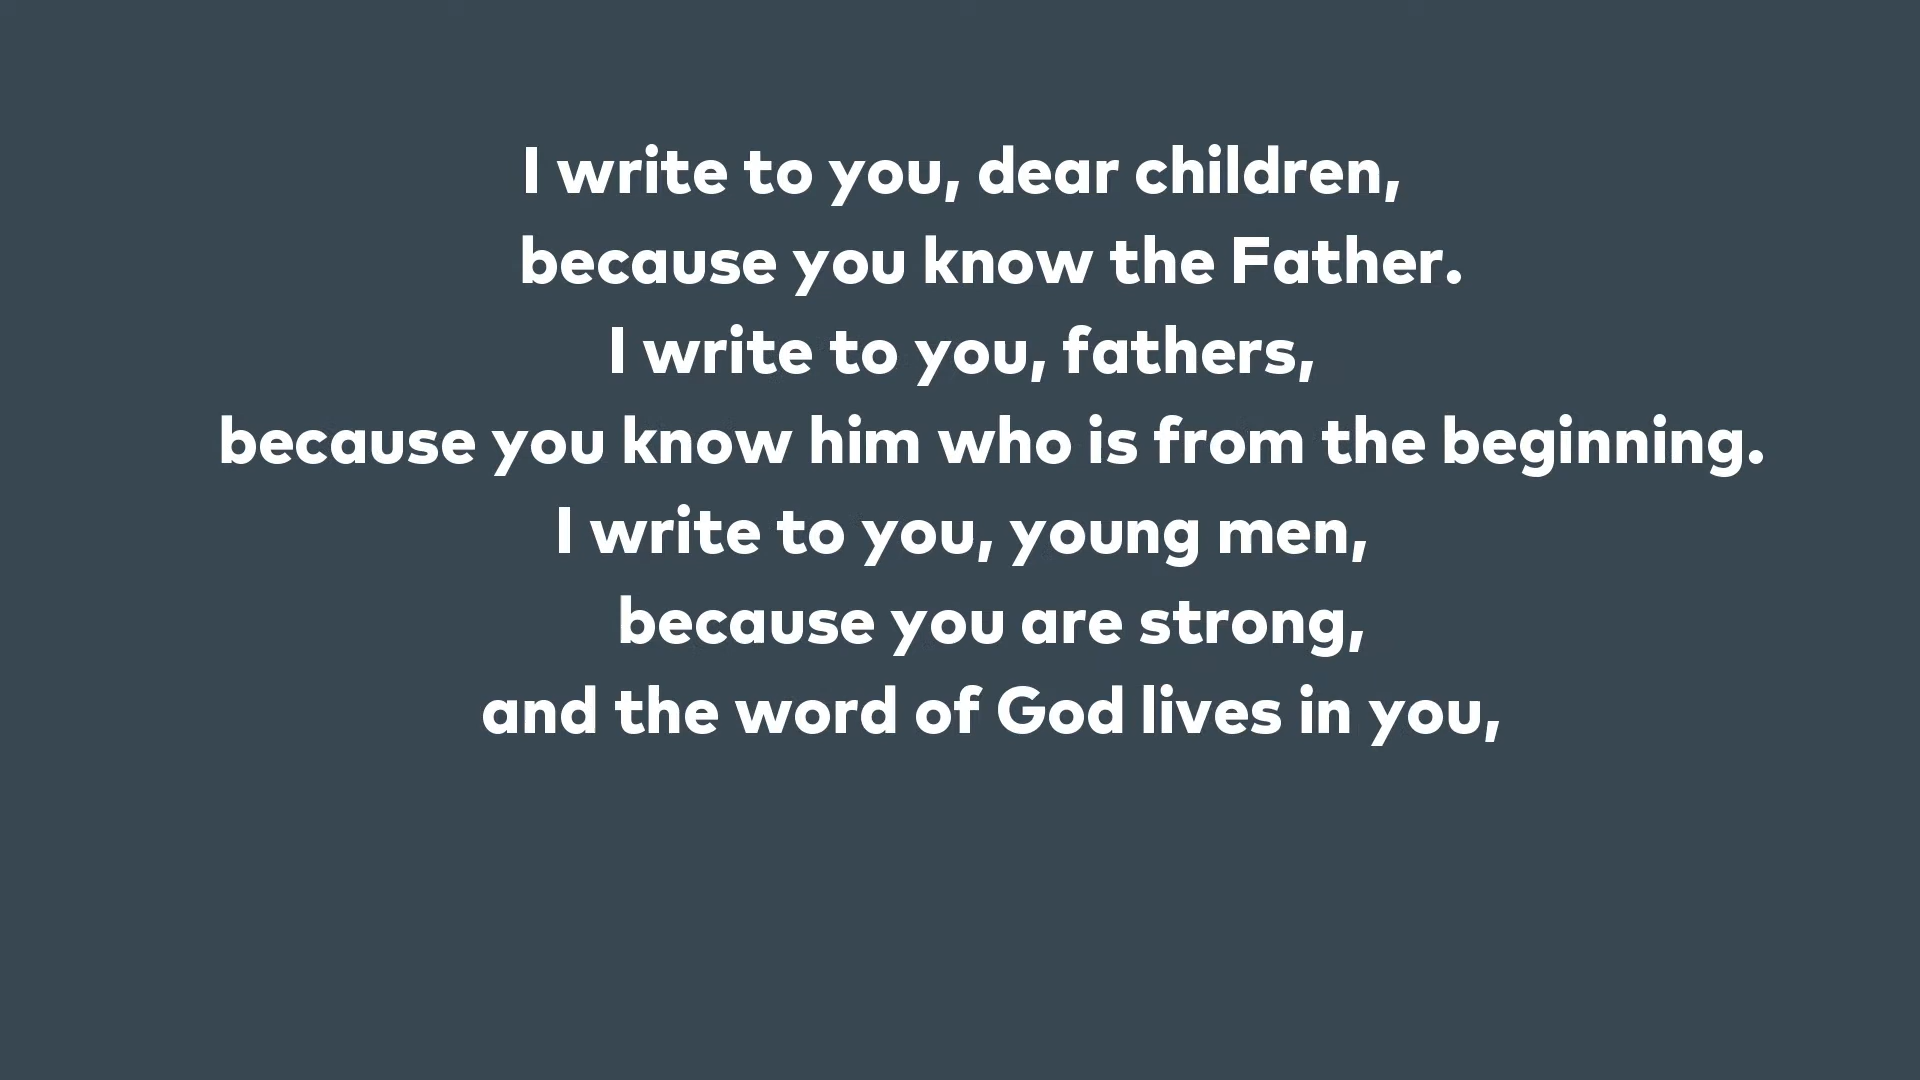 I write to you, dear children,
because you know the Father.
I write to you, fathers,
because you know him who is from the beginning.
I write to you, young men,
because you are strong,
and the word of God lives in you,